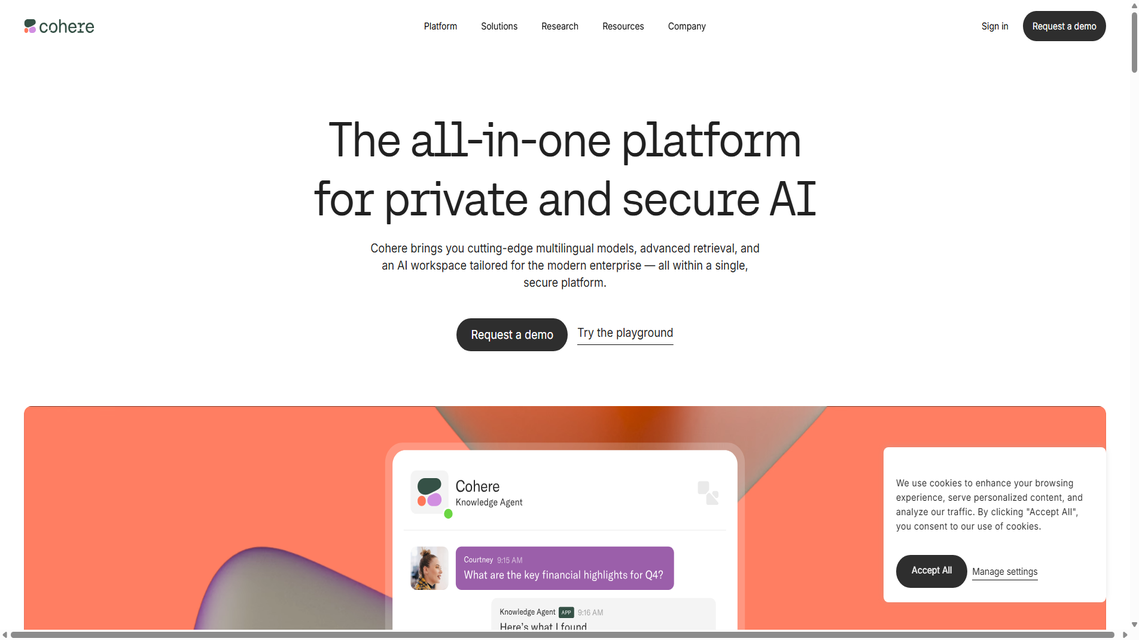 cohere
Platform
Solutions
Research
Resources
Company
Sign in
Request a demo
The all-in-one platform
for private and secure AI
Cohere brings you cutting-edge multilingual models, advanced retrieval, and
an AI workspace tailored for the modern enterprise — all within a single,
secure platform.
Request a demo
Try the playground
Cohere
Knowledge Agent
Courtney 9:15 AM
What are the key financial highlights for Q4?
Knowledge Agent APP 9:16 AM
Here's what I found
We use cookies to enhance your browsing
experience, serve personalized content, and
analyze our traffic. By clicking "Accept All",
you consent to our use of cookies.
Accept All
Manage settings